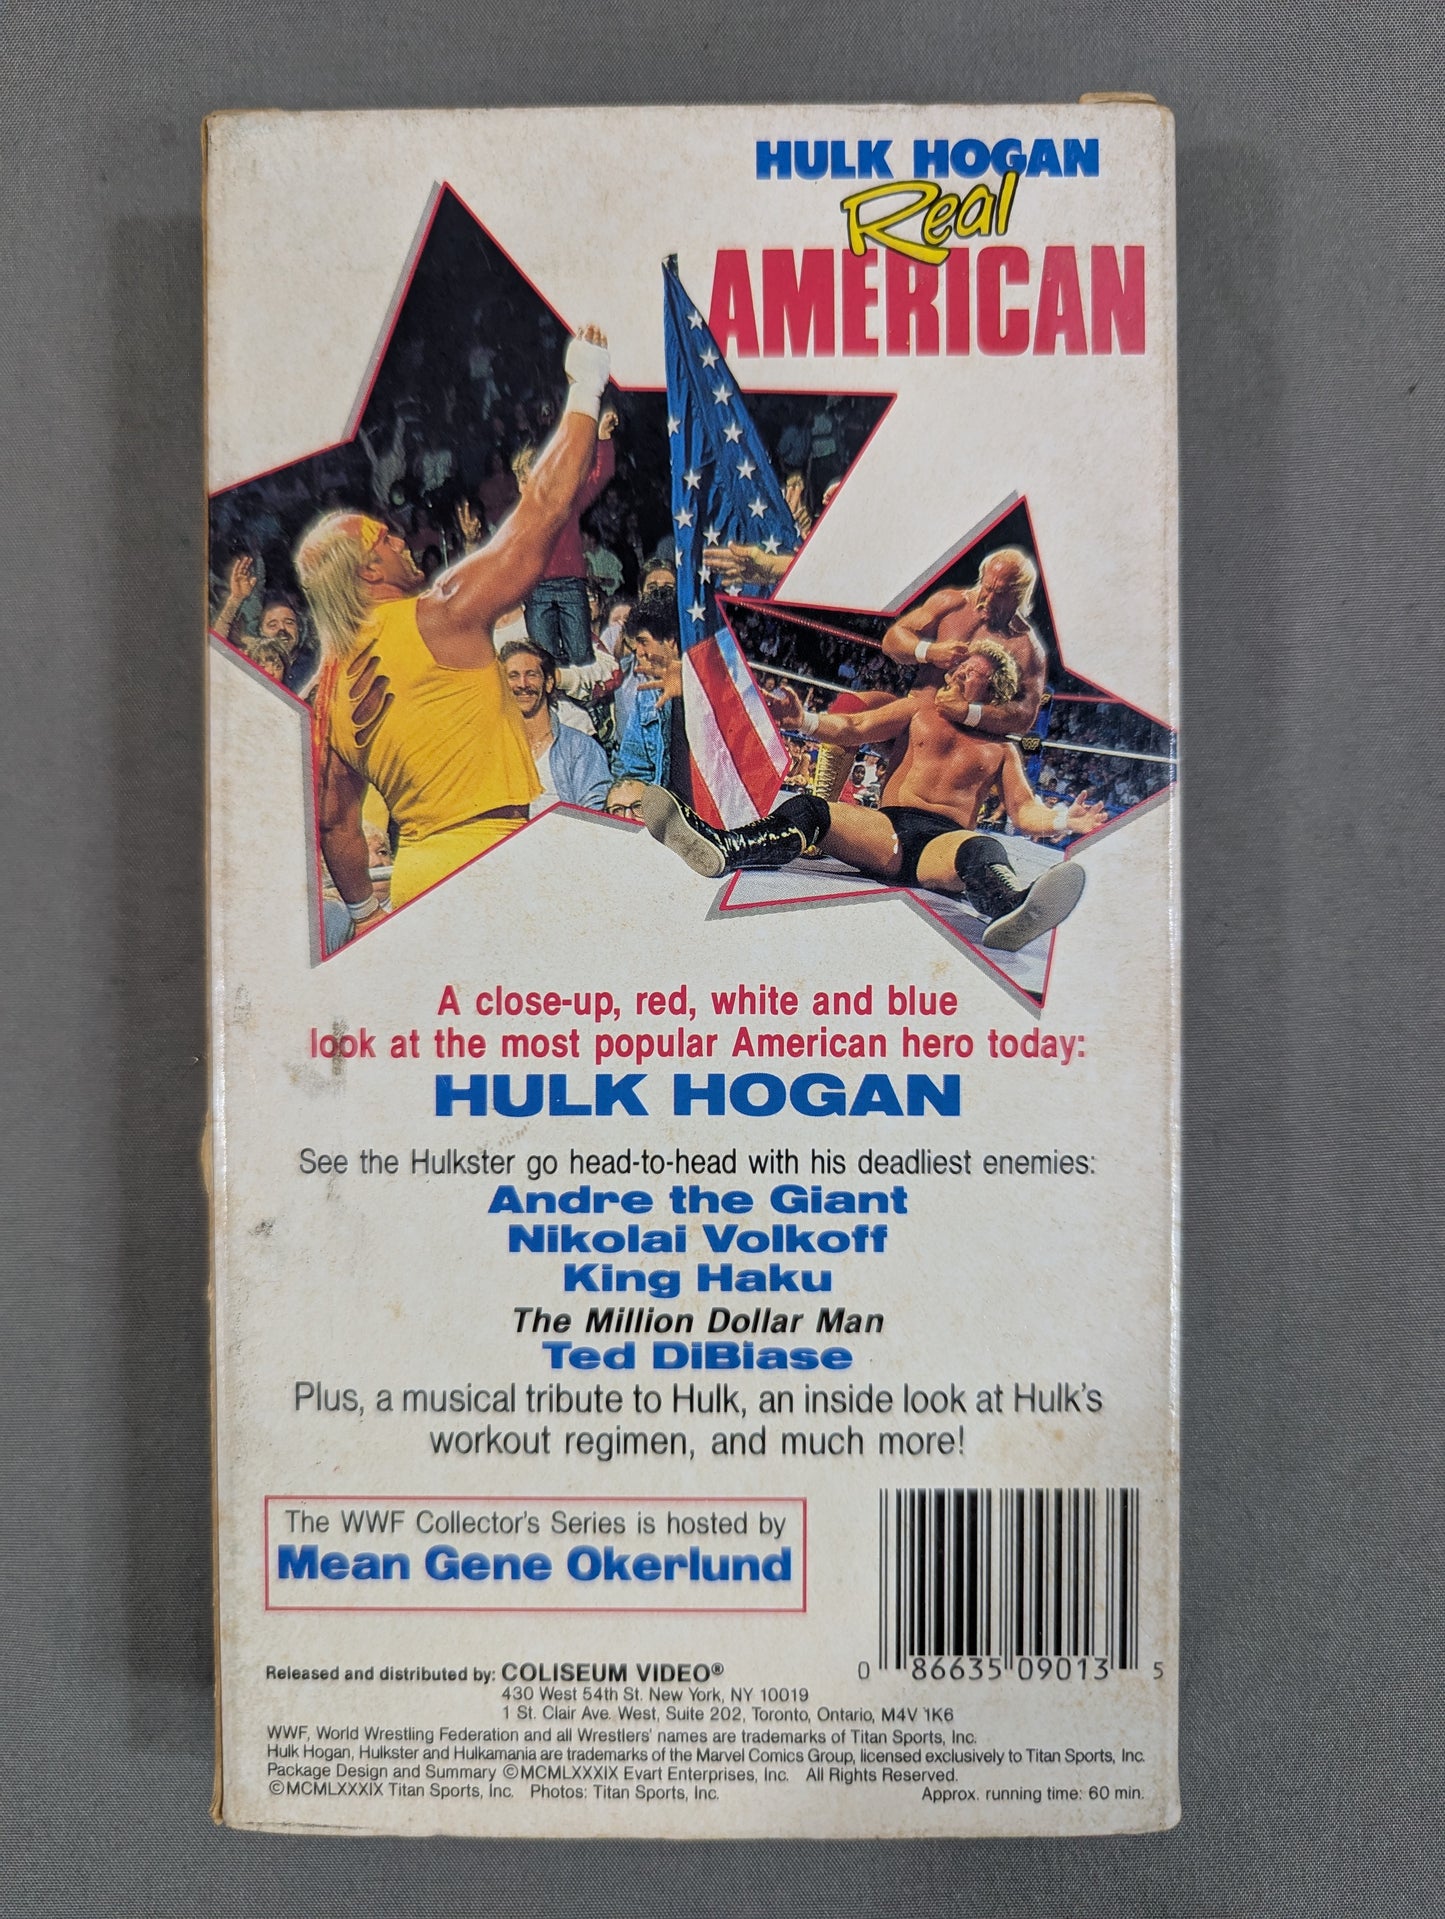 HULK HOGAN
Real
AMERICAN
A close-up, red, white and blue
look at the most popular American hero today:
HULK HOGAN
See the Hulkster go head-to-head with his deadliest enemies:
Andre the Giant
Nikolai Volkoff
King Haku
The Million Dollar Man
Ted DiBiase
Plus, a musical tribute to Hulk, an inside look at Hulk's
workout regimen, and much more!
The WWF Collector's Series is hosted by
Mean Gene Okerlund
0 86635 09013 5
Released and distributed by: COLISEUM VIDEO®
430 West 54th St. New York, NY 10019
1 St. Clair Ave. West, Suite 202, Toronto, Ontario, M4V 1K6
WWF, World Wrestling Federation and all Wrestlers' names are trademarks of Titan Sports, Inc.
Hulk Hogan, Hulkster and Hulkamania are trademarks of the Marvel Comics Group, licensed exclusively to Titan Sports, Inc.
Package Design and Summary ©MCMLXXXIX Evart Enterprises, Inc. All Rights Reserved.
©MCMLXXXIX Titan Sports, Inc. Photos: Titan Sports, Inc. Approx. running time: 60 min.